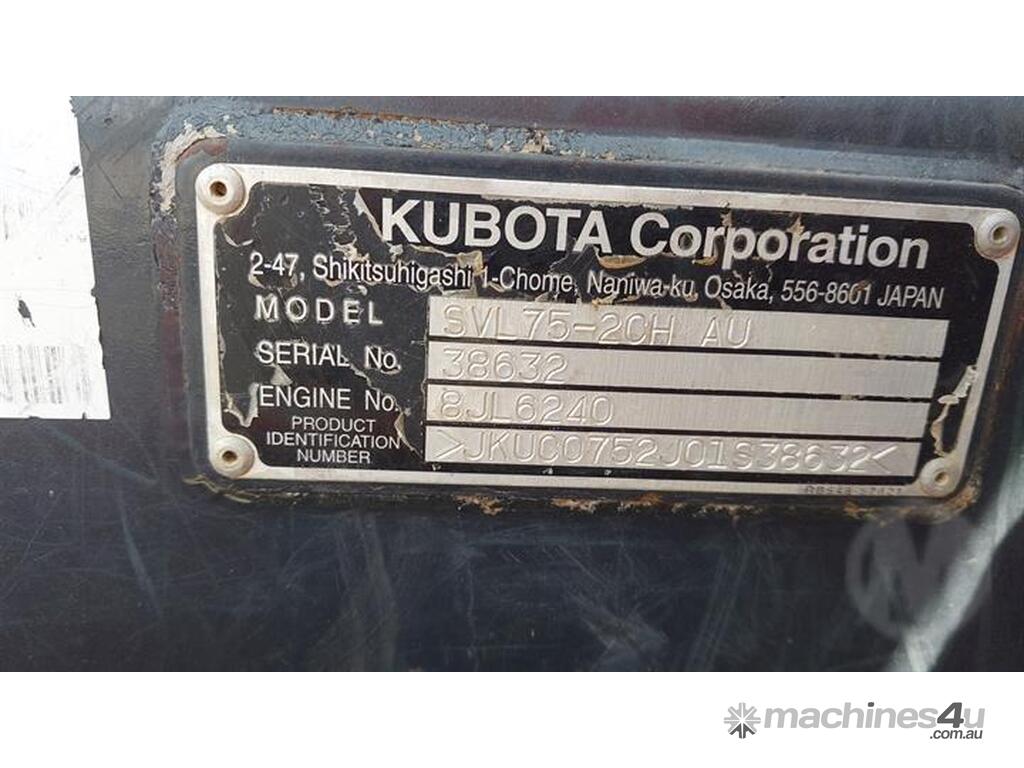 KUBOTA Corporation
2-47, Shikitsuhigashi 1-Chome, Naniwa-ku, Osaka, 556-8601 JAPAN
MODEL SVL75-2CH AU
SERIAL No. 38632
ENGINE No. 8JL6240
PRODUCT IDENTIFICATION NUMBER >JKUC0752J01S38632<
machines4u
.com.au